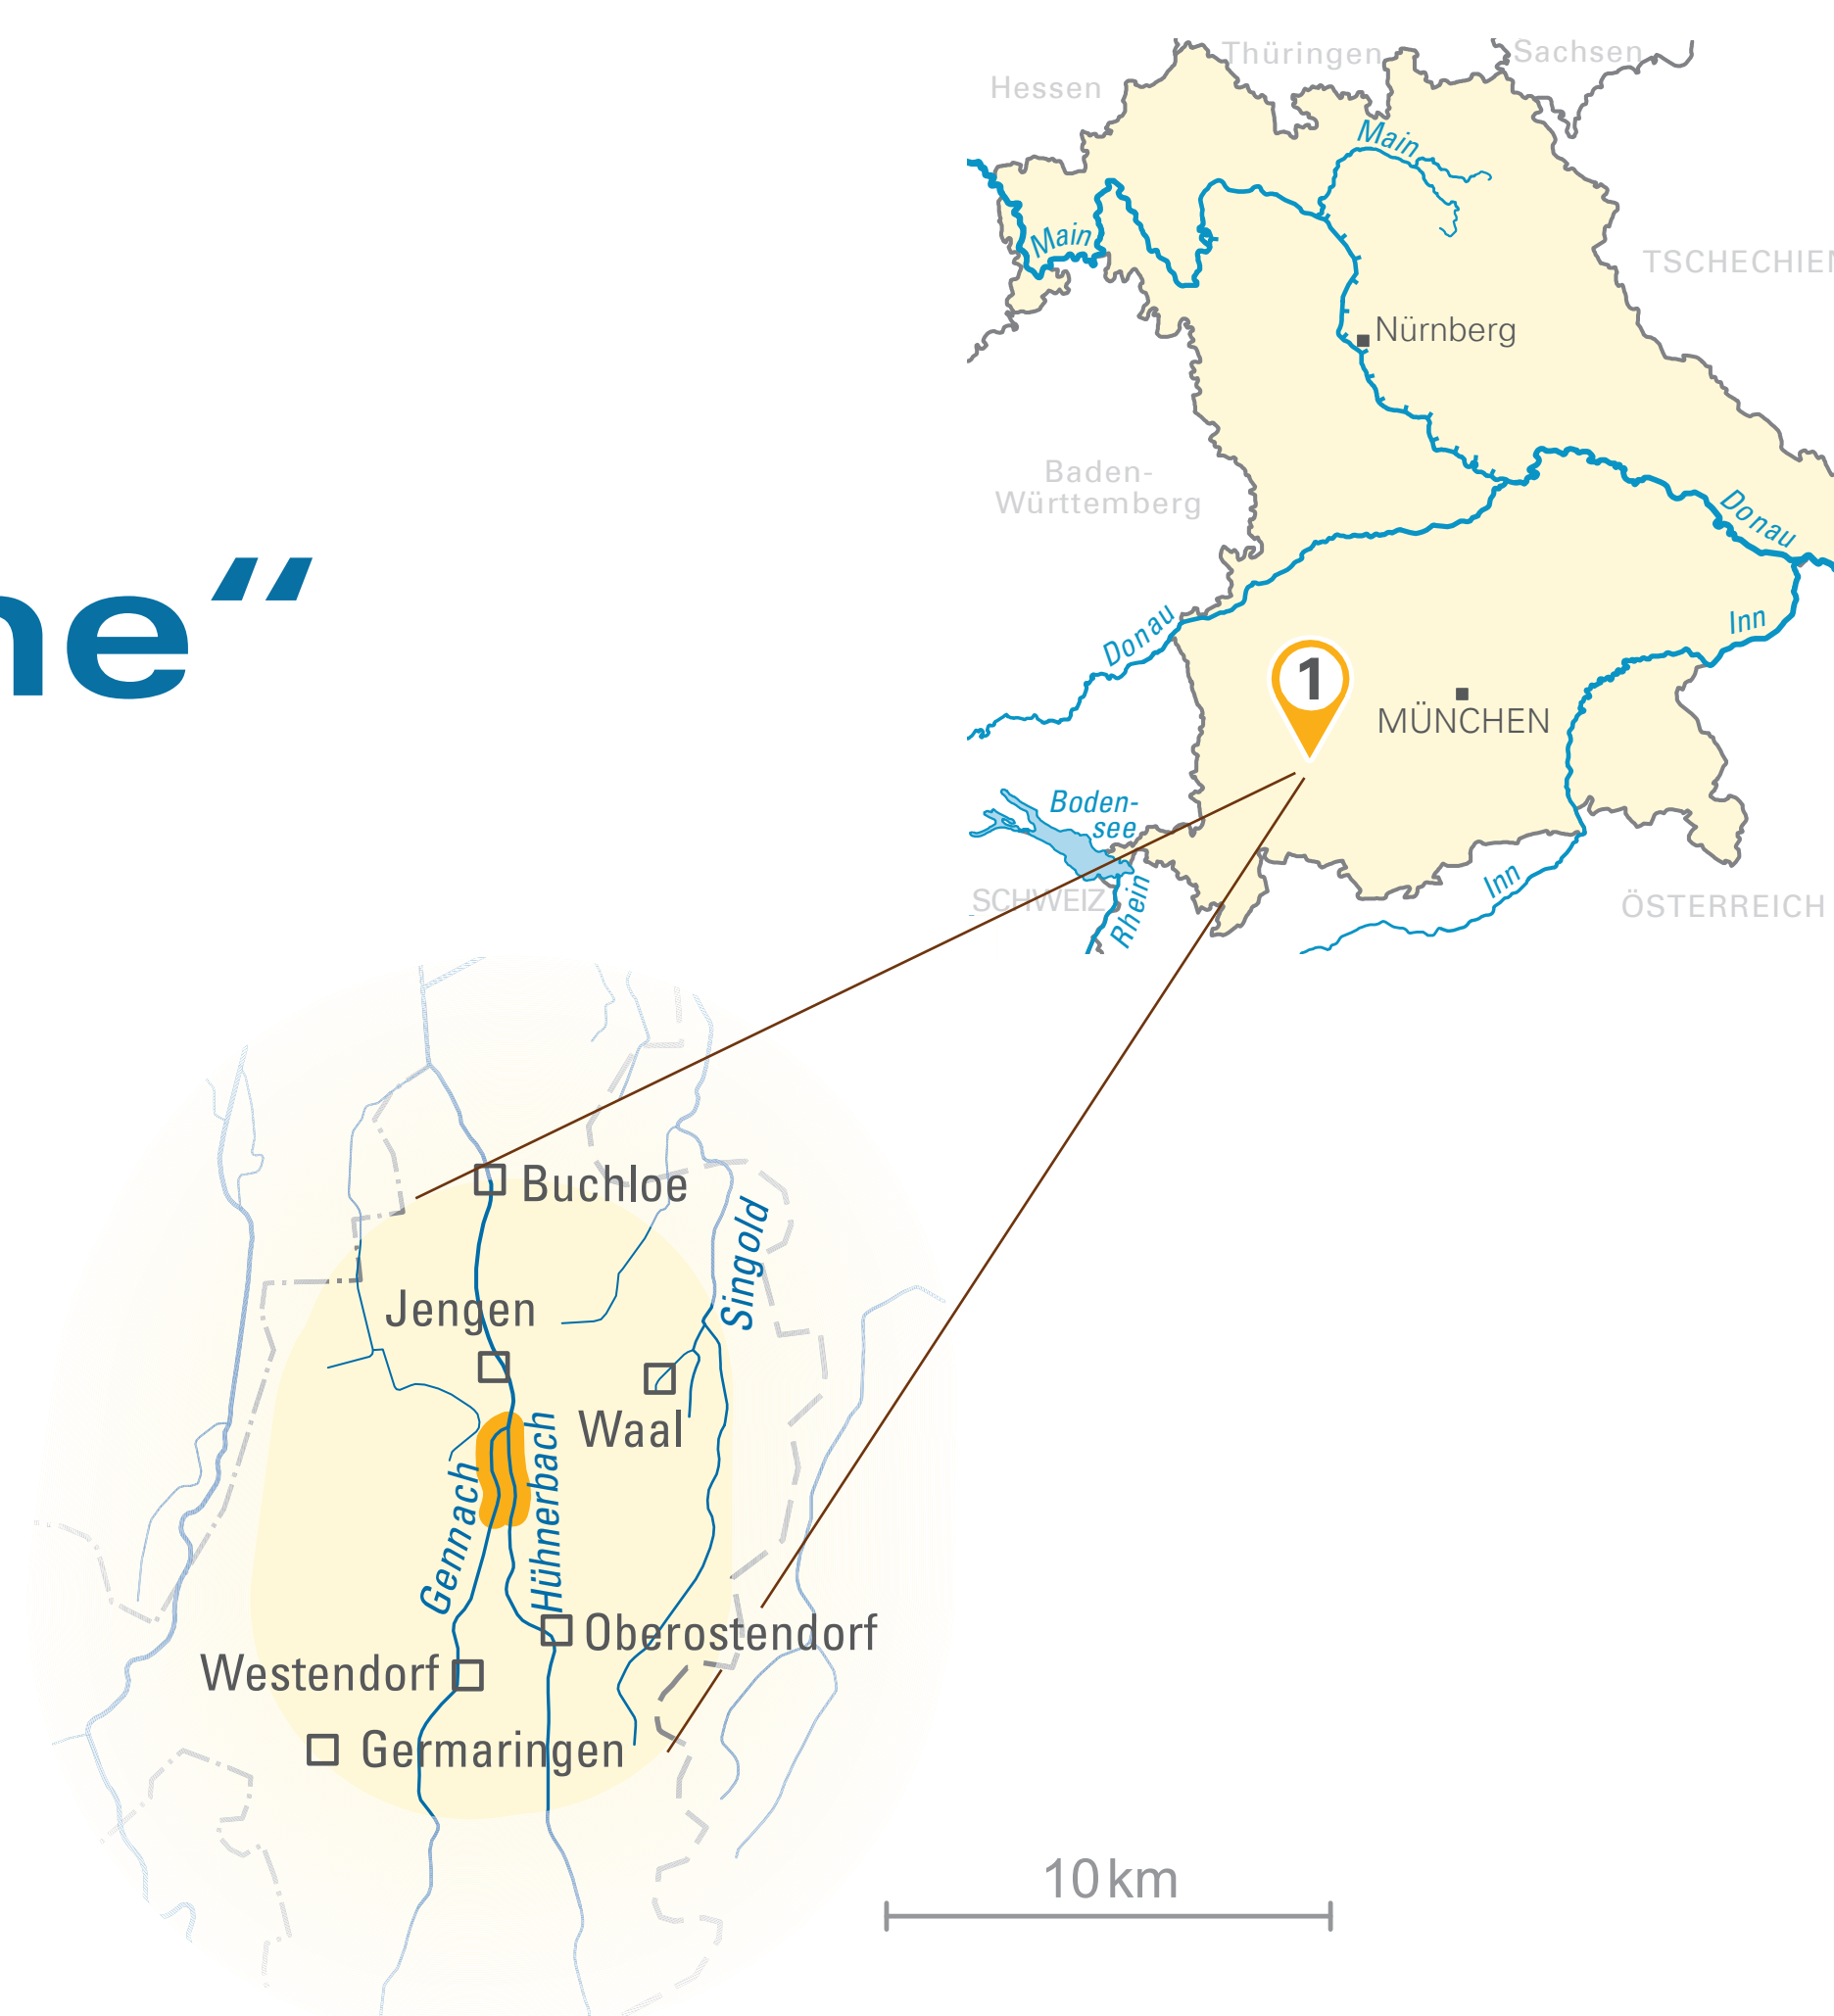 Thüringen
Sachsen
Hessen
Main
Main
TSCHECHIEN
Nürnberg
Baden-
Württemberg
Donau
ne“
Donau
Inn
1
MÜNCHEN
Boden-
see
SCHWEIZ
Rhein
Inn
ÖSTERREICH
Buchloe
Singold
Jengen
Waal
Hühnerbach
Gennach
Oberostendorf
Westendorf
Germaringen
10 km